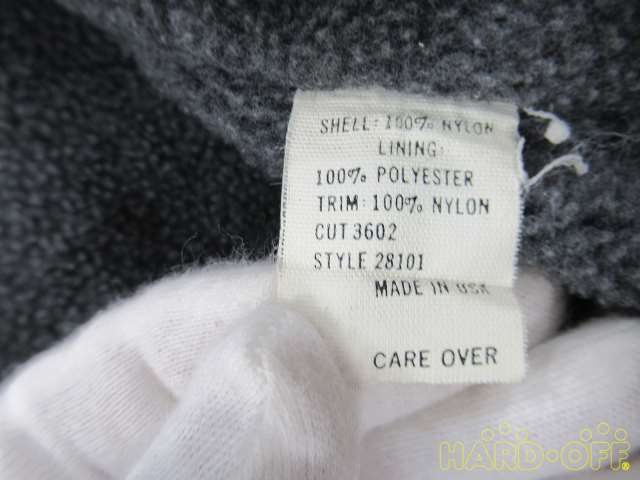 SHELL: 100% NYLON
LINING:
100% POLYESTER
TRIM: 100% NYLON
CUT 3602
STYLE 28101
MADE IN USA
CARE OVER
HARD·OFF